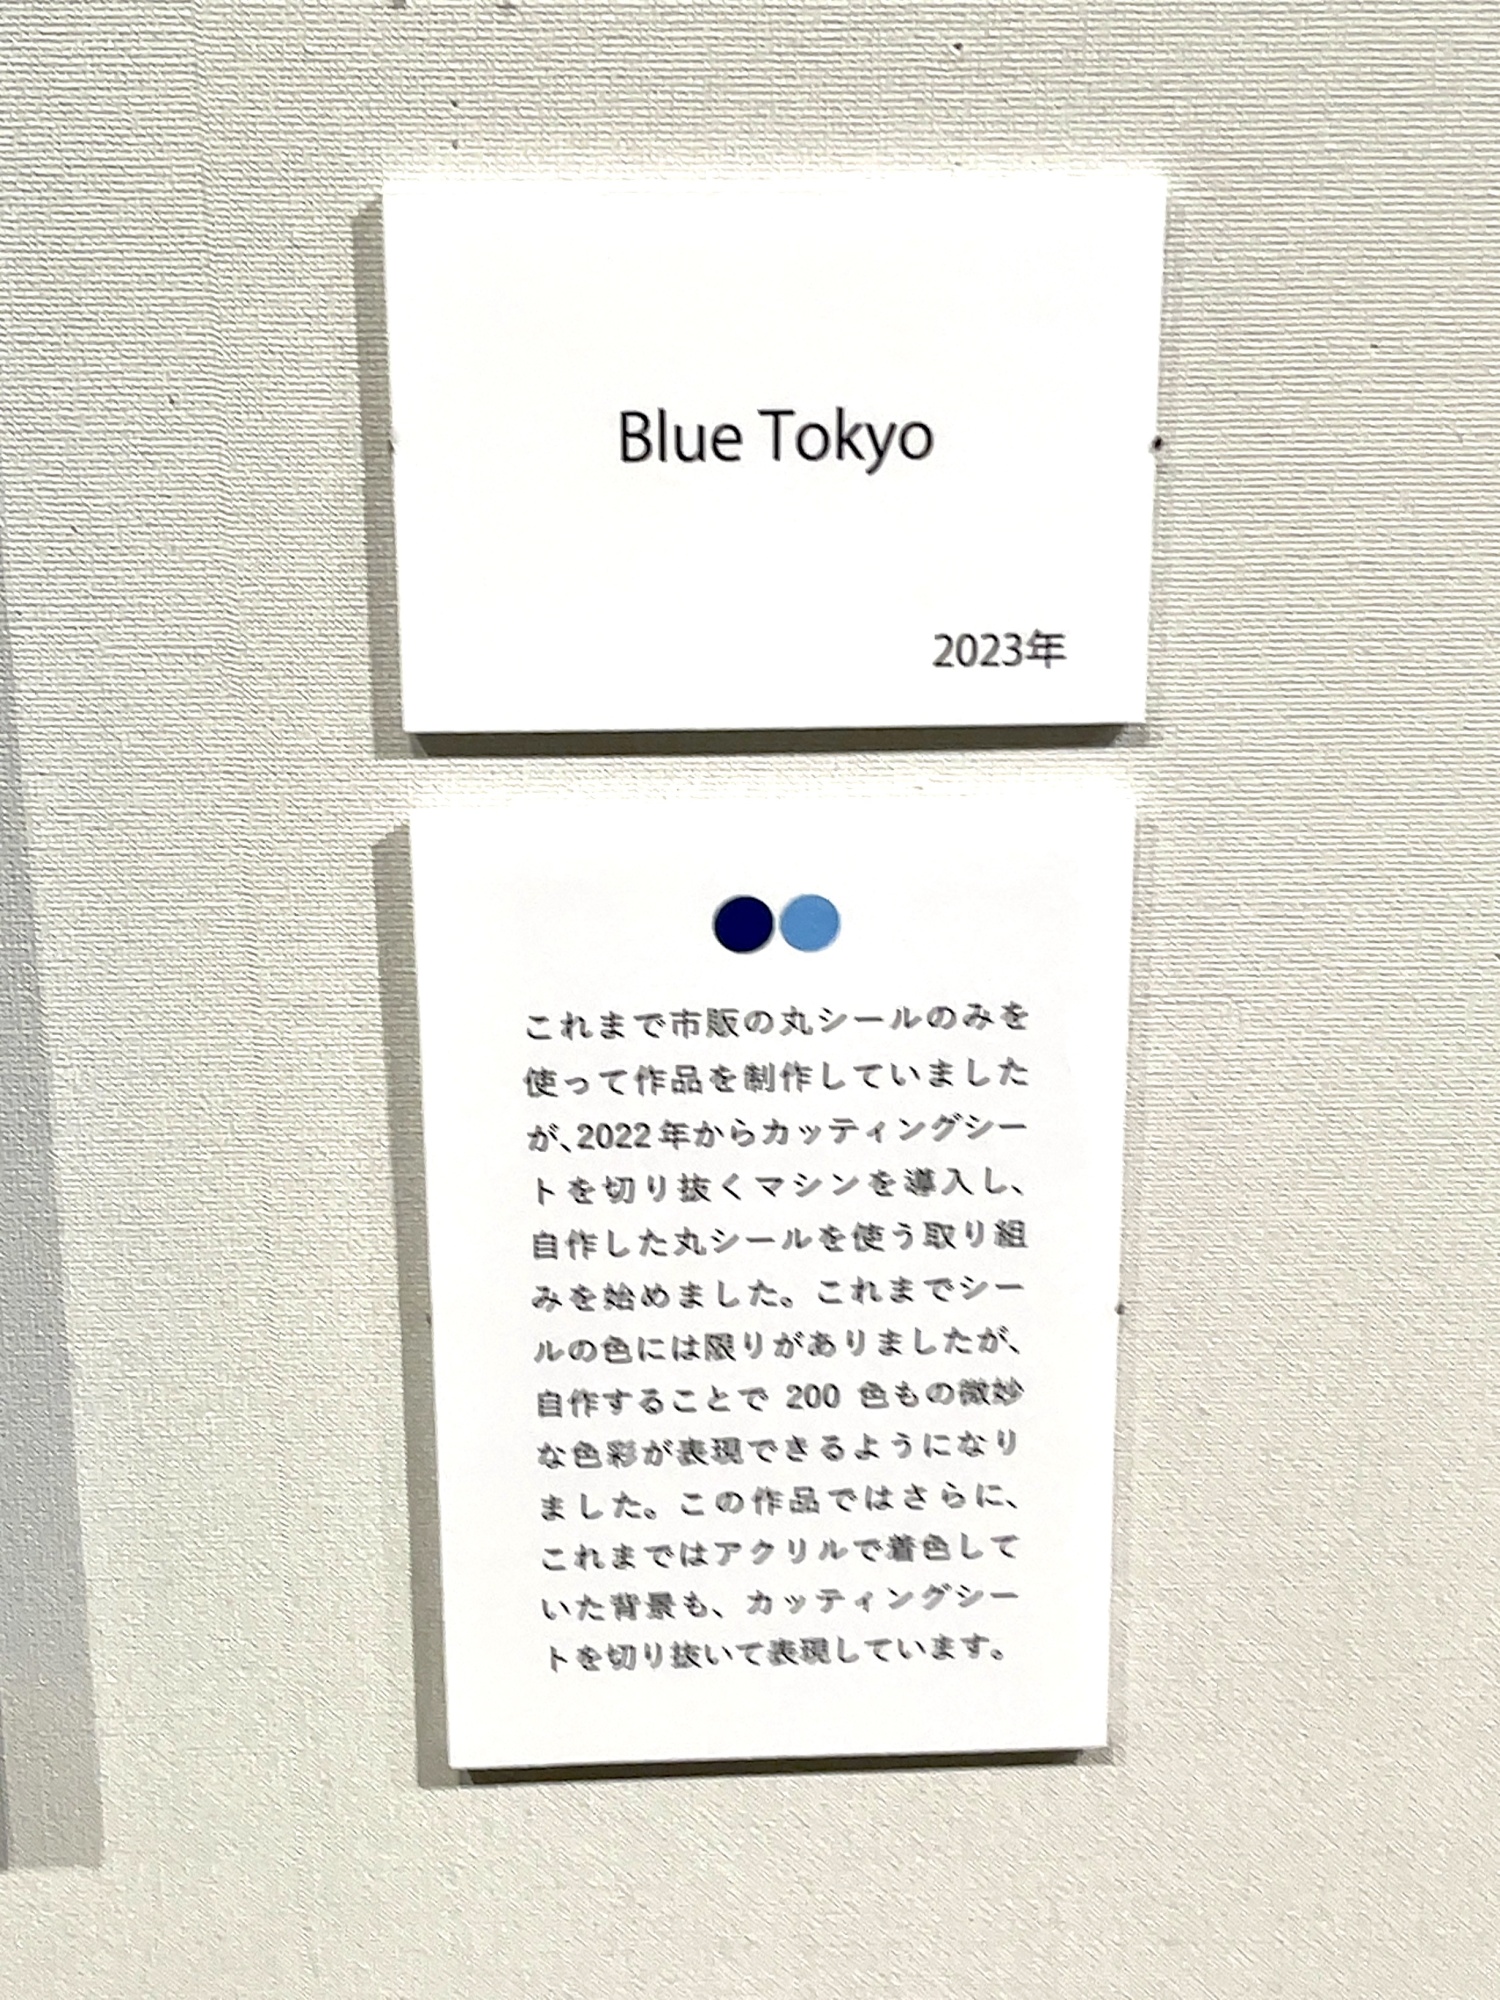 Blue Tokyo
2023年
これまで市販の丸シールのみを
使って作品を制作していました
が、2022年からカッティングシー
トを切り抜くマシンを導入し、
自作した丸シールを使う取り組
みを始めました。これまでシー
ルの色には限りがありましたが、
自作することで 200 色もの微妙
な色彩が表現できるようになり
ました。この作品ではさらに、
これまではアクリルで着色して
いた背景も、カッティングシー
トを切り抜いて表現しています。